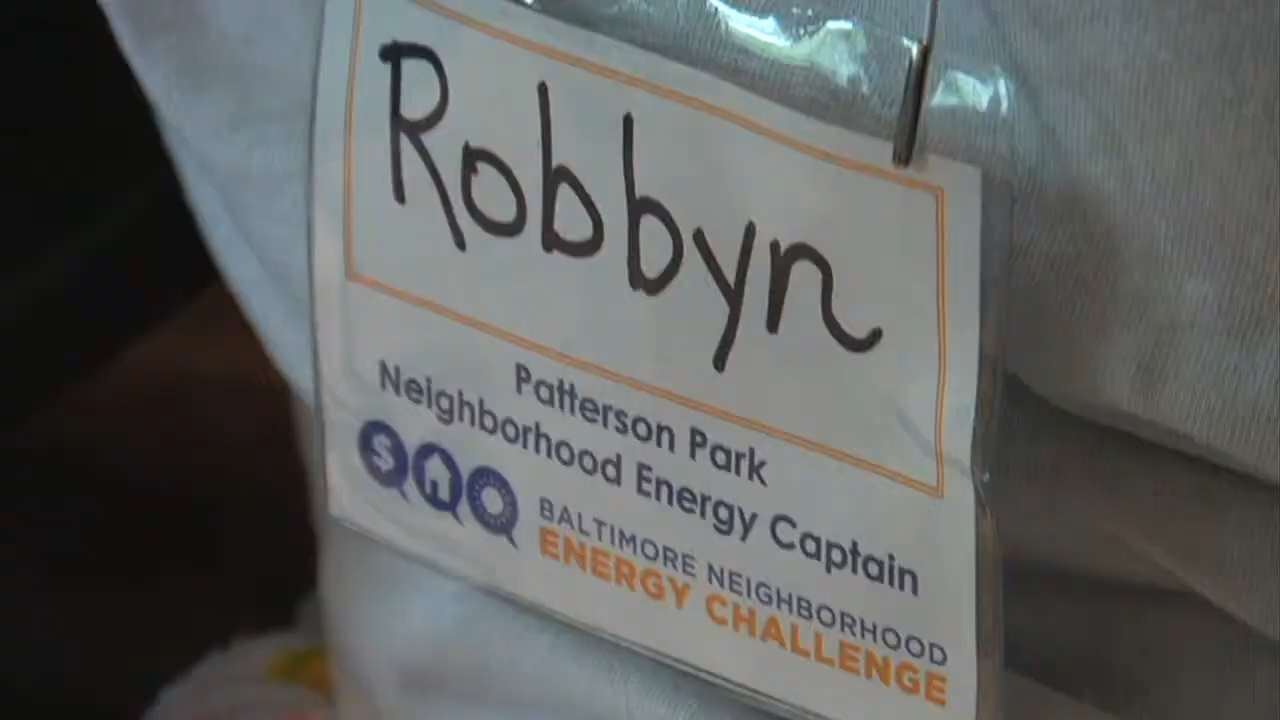 Robbyn
Patterson Park
Neighborhood Energy Captain
$
BALTIMORE NEIGHBORHOOD
ENERGY CHALLENGE